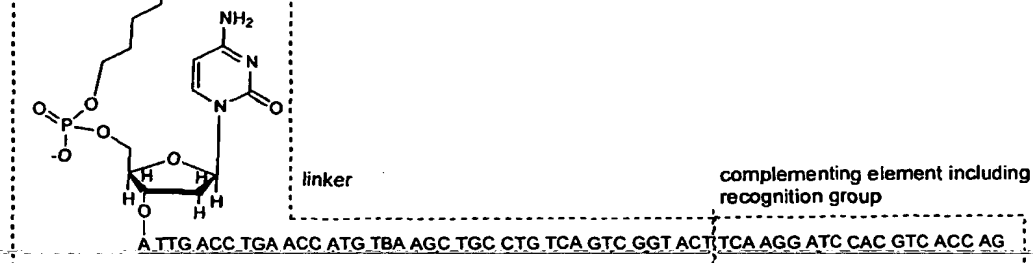 NH2
N
N
O
O
O
P
O
-O
O
H
H
H
H
H
O
linker
complementing element including
recognition group
A TTG ACC TGA ACC ATG TBA AGC TGC CTG TCA GTC GGT ACT TCA AGG ATC CAC GTC ACC AG